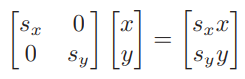 [s_x 0] [x] = [s_x x]
[0 s_y] [y] [s_y y]